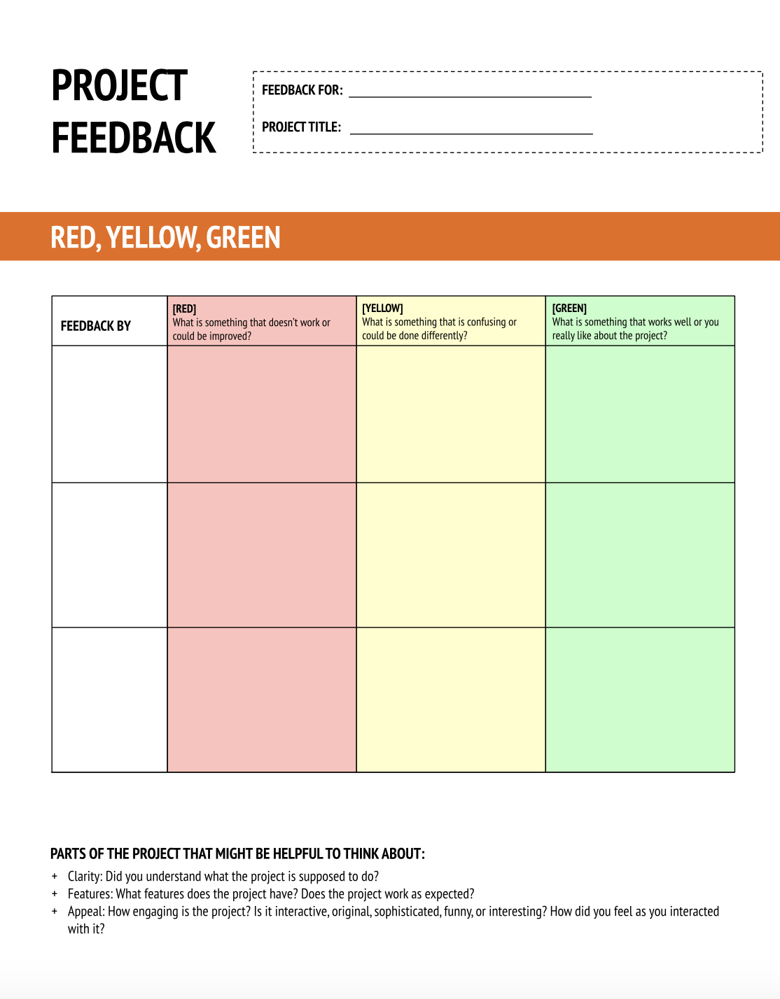 PROJECT
FEEDBACK
FEEDBACK FOR:
PROJECT TITLE:
RED, YELLOW, GREEN
FEEDBACK BY
[RED]
What is something that doesn't work or
could be improved?
[YELLOW]
What is something that is confusing or
could be done differently?
[GREEN]
What is something that works well or you
really like about the project?
PARTS OF THE PROJECT THAT MIGHT BE HELPFUL TO THINK ABOUT:
+ Clarity: Did you understand what the project is supposed to do?
+ Features: What features does the project have? Does the project work as expected?
+ Appeal: How engaging is the project? Is it interactive, original, sophisticated, funny, or interesting? How did you feel as you interacted
with it?